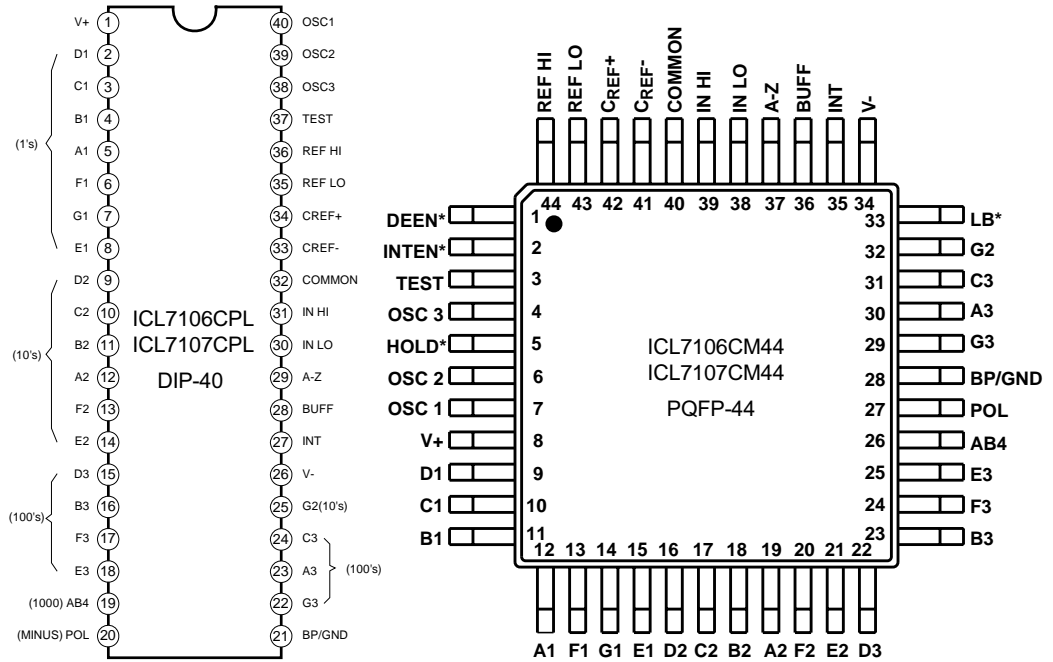 V+ 1
D1 2
C1 3
B1 4
(1's)
A1 5
F1 6
G1 7
E1 8
D2 9
C2 10
B2 11
(10's)
A2 12
F2 13
E2 14
D3 15
B3 16
(100's)
F3 17
E3 18
(1000) AB4 19
(MINUS) POL 20
40 OSC1
39 OSC2
38 OSC3
37 TEST
36 REF HI
35 REF LO
34 CREF+
33 CREF-
32 COMMON
31 IN HI
30 IN LO
29 A-Z
28 BUFF
27 INT
26 V-
25 G2(10's)
24 C3
23 A3
(100's)
22 G3
21 BP/GND
ICL7106CPL
ICL7107CPL
DIP-40
REF HI
REF LO
CREF+
CREF-
COMMON
IN HI
IN LO
A-Z
BUFF
INT
V-
44 43 42 41 40 39 38 37 36 35 34
DEEN* 1
INTEN* 2
TEST 3
OSC 3 4
HOLD* 5
OSC 2 6
OSC 1 7
V+ 8
D1 9
C1 10
B1 11
ICL7106CM44
ICL7107CM44
PQFP-44
33 LB*
32 G2
31 C3
30 A3
29 G3
28 BP/GND
27 POL
26 AB4
25 E3
24 F3
23 B3
12 13 14 15 16 17 18 19 20 21 22
A1 F1 G1 E1 D2 C2 B2 A2 F2 E2 D3